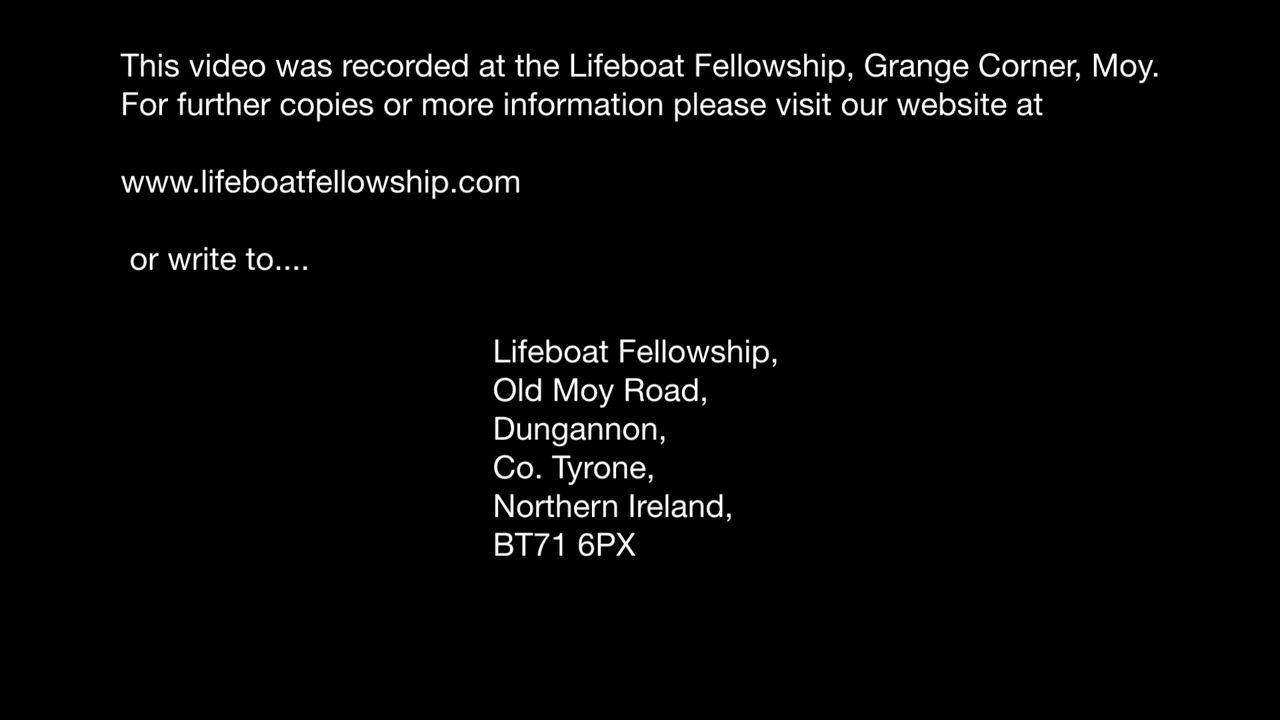 This video was recorded at the Lifeboat Fellowship, Grange Corner, Moy.
For further copies or more information please visit our website at
www.lifeboatfellowship.com
or write to....
Lifeboat Fellowship,
Old Moy Road,
Dungannon,
Co. Tyrone,
Northern Ireland,
BT71 6PX